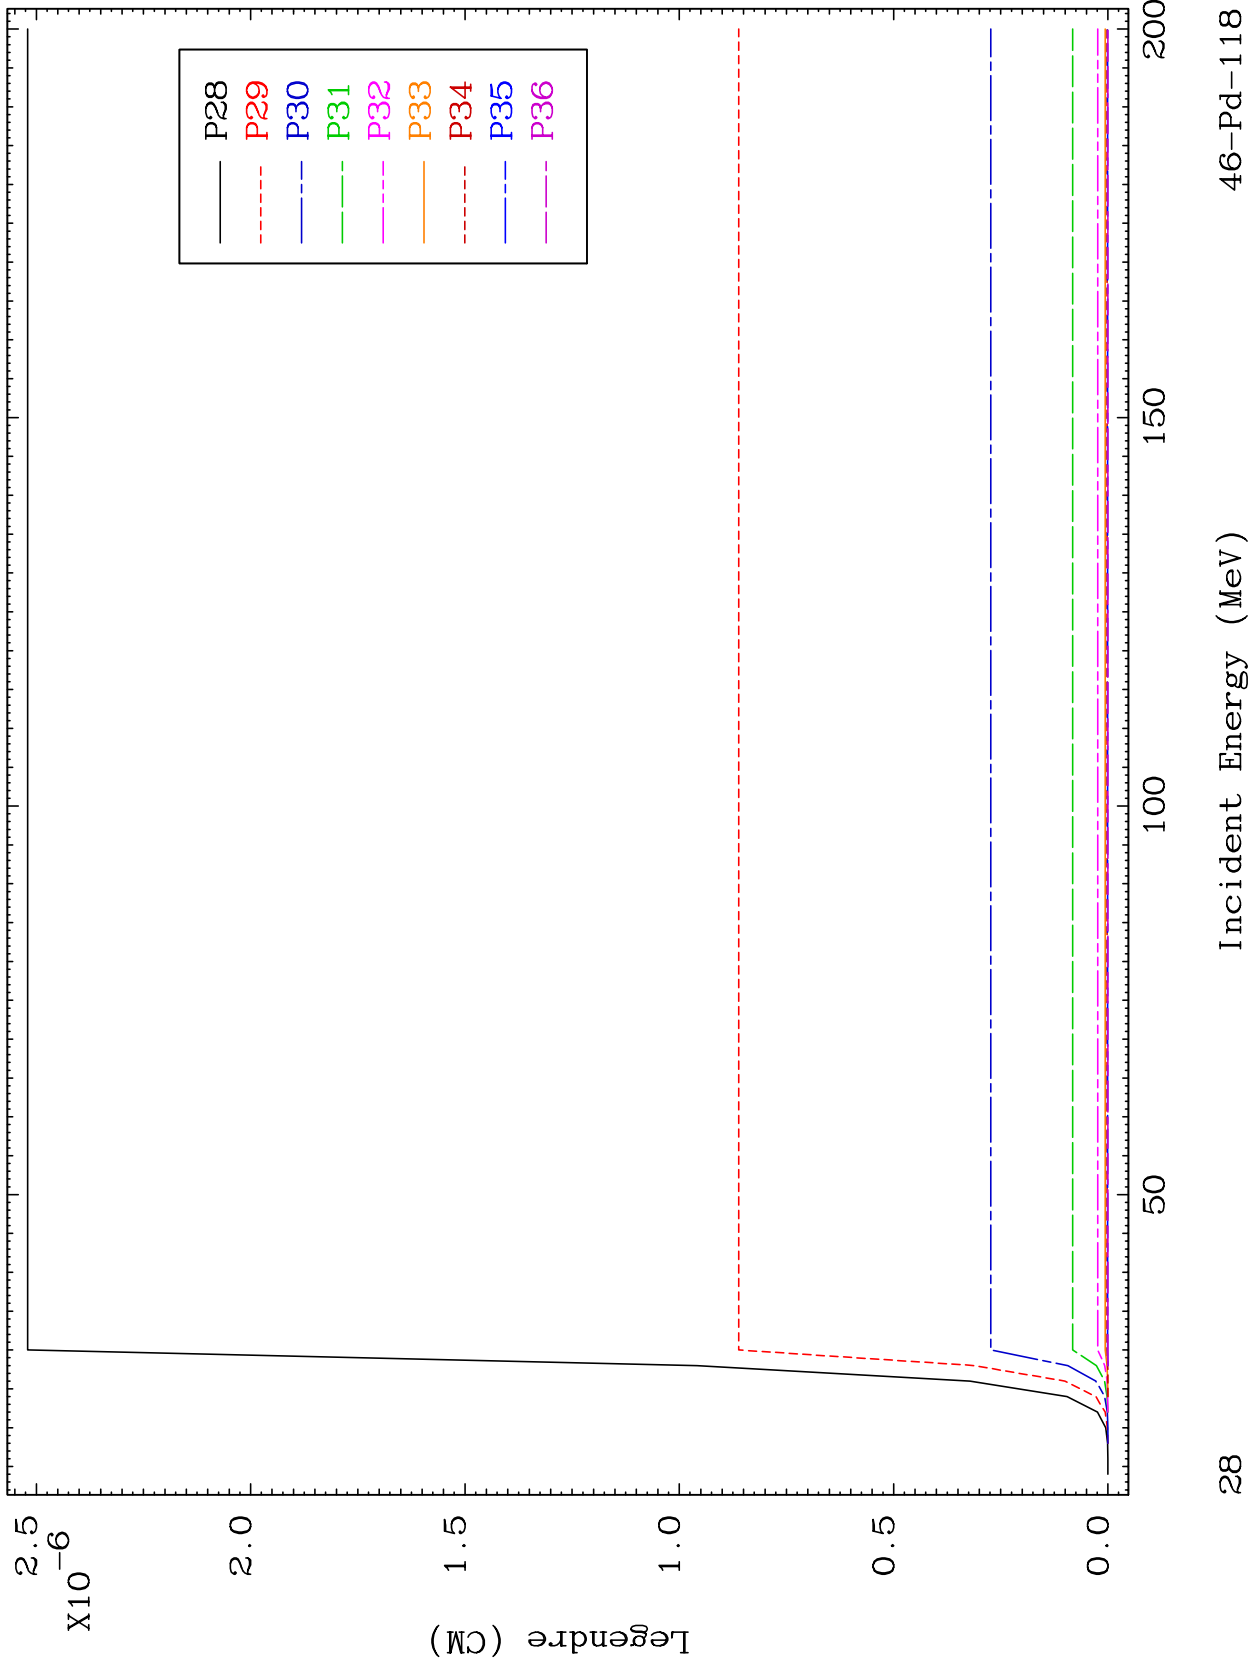 X10-6
2.5
2.0
1.5
1.0
0.5
0.0
Legendre (CM)
P28
P29
P30
P31
P32
P33
P34
P35
P36
50
100
150
200
28
Incident Energy (MeV)
46-Pd-118